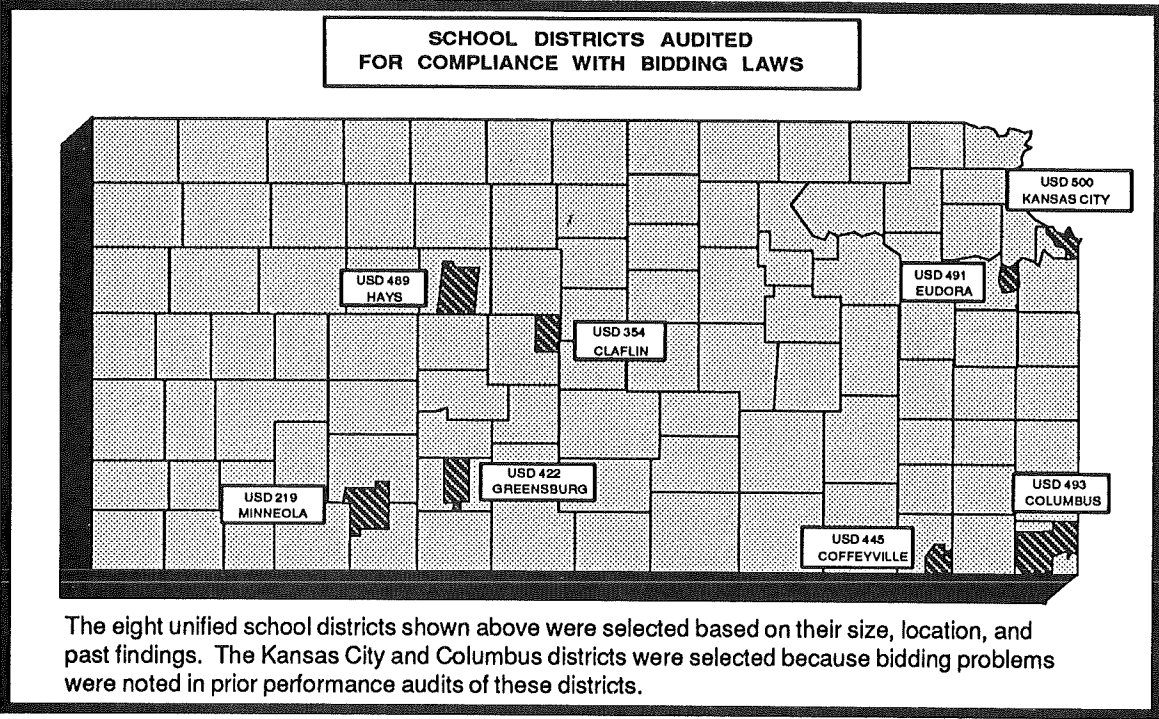 SCHOOL DISTRICTS AUDITED
FOR COMPLIANCE WITH BIDDING LAWS
USD 500
KANSAS CITY
USD 489
HAYS
USD 491
EUDORA
USD 354
CLAFLIN
USD 422
GREENSBURG
USD 219
MINNEOLA
USD 493
COLUMBUS
USD 445
COFFEYVILLE
The eight unified school districts shown above were selected based on their size, location, and
past findings. The Kansas City and Columbus districts were selected because bidding problems
were noted in prior performance audits of these districts.